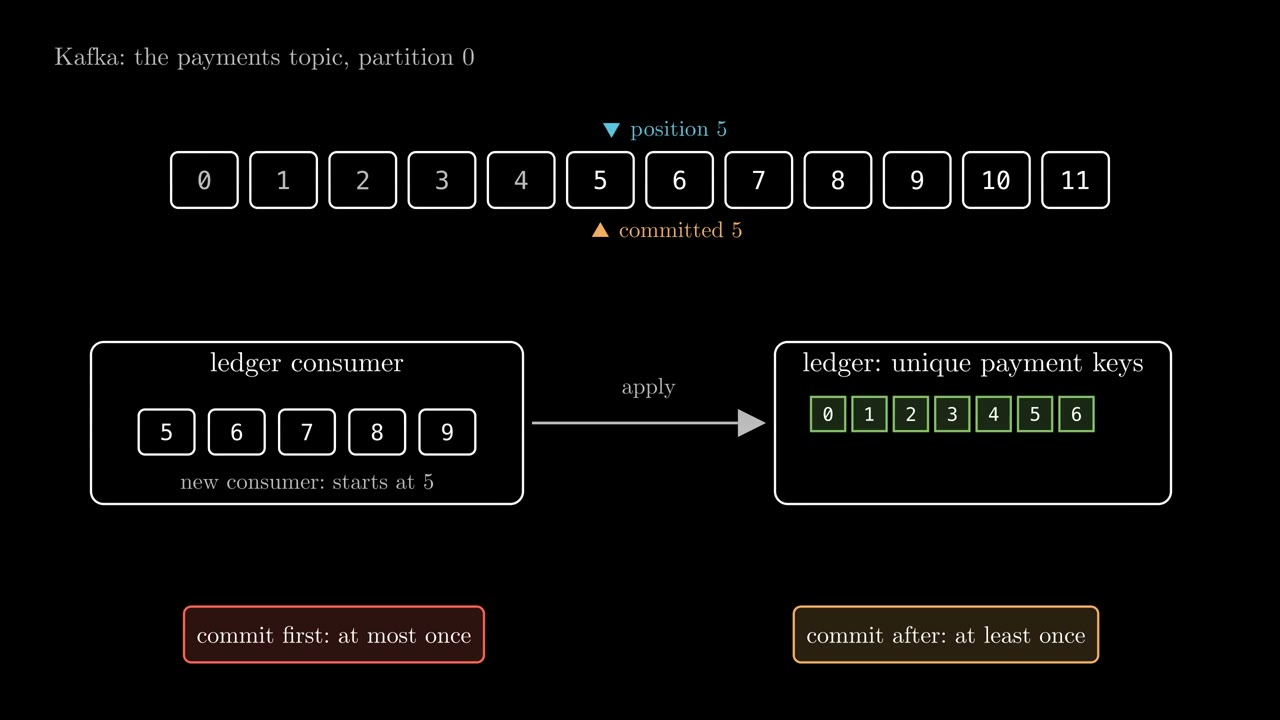 Kafka: the payments topic, partition 0
▼ position 5
0 1 2 3 4 5 6 7 8 9 10 11
▲ committed 5
ledger consumer
5 6 7 8 9
new consumer: starts at 5
apply
ledger: unique payment keys
0 1 2 3 4 5 6
commit first: at most once
commit after: at least once